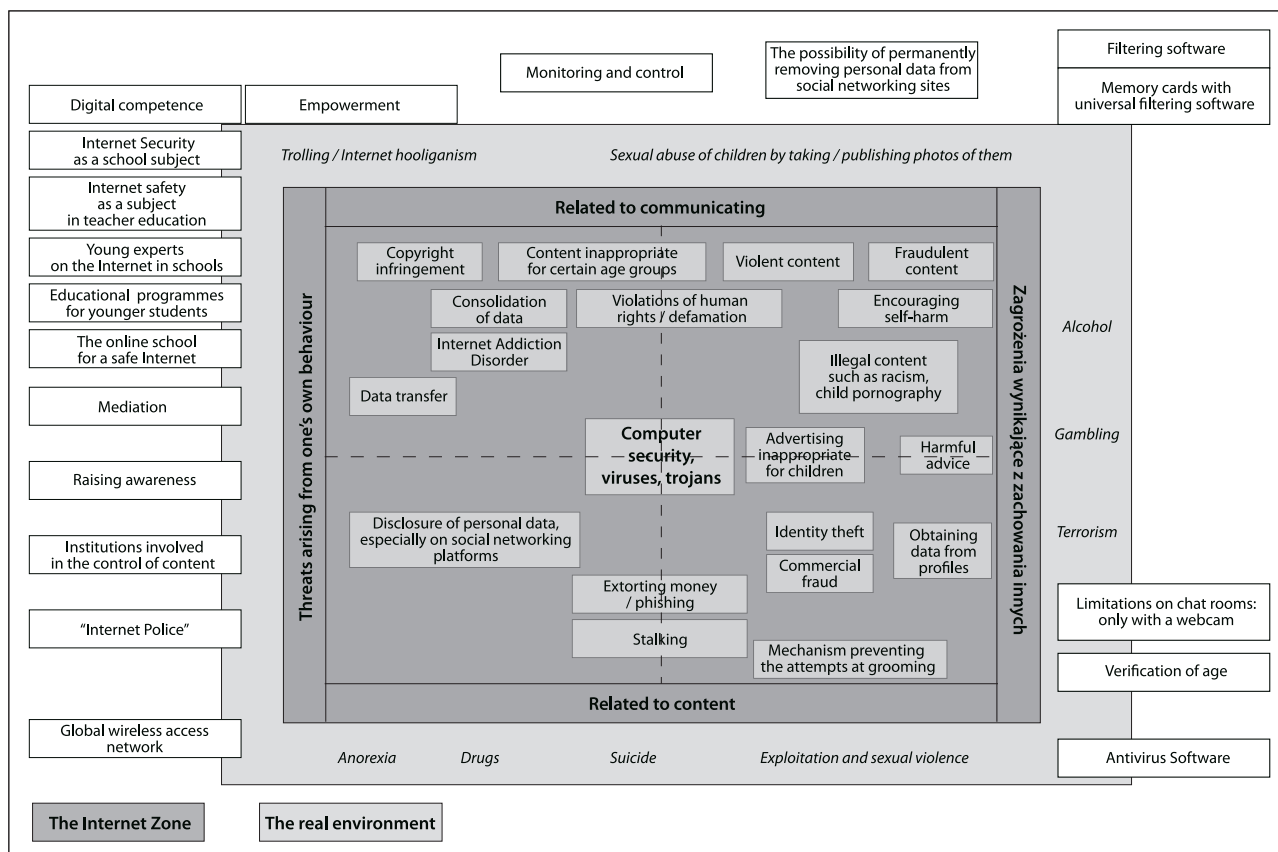 Filtering software
The possibility of permanently
removing personal data from
social networking sites
Monitoring and control
Memory cards with
universal filtering software
Digital competence
Empowerment
Internet Security
as a school subject
Internet safety
as a subject
in teacher education
Young experts
on the Internet in schools
Educational programmes
for younger students
The online school
for a safe Internet
Mediation
Raising awareness
Institutions involved
in the control of content
"Internet Police"
Global wireless access
network
Trolling / Internet hooliganism
Sexual abuse of children by taking / publishing photos of them
Related to communicating
Threats arising from one's own behaviour
Copyright
infringement
Content inappropriate
for certain age groups
Violent content
Fraudulent
content
Consolidation
of data
Violations of human
rights / defamation
Encouraging
self-harm
Internet Addiction
Disorder
Illegal content
such as racism,
child pornography
Data transfer
Computer
security,
viruses, trojans
Advertising
inappropriate
for children
Harmful
advice
Disclosure of personal data,
especially on social networking
platforms
Identity theft
Obtaining
data from
profiles
Commercial
fraud
Extorting money
/ phishing
Stalking
Mechanism preventing
the attempts at grooming
Related to content
Zagrożenia wynikające z zachowania innych
Alcohol
Gambling
Terrorism
Limitations on chat rooms:
only with a webcam
Verification of age
Antivirus Software
Anorexia
Drugs
Suicide
Exploitation and sexual violence
The Internet Zone
The real environment